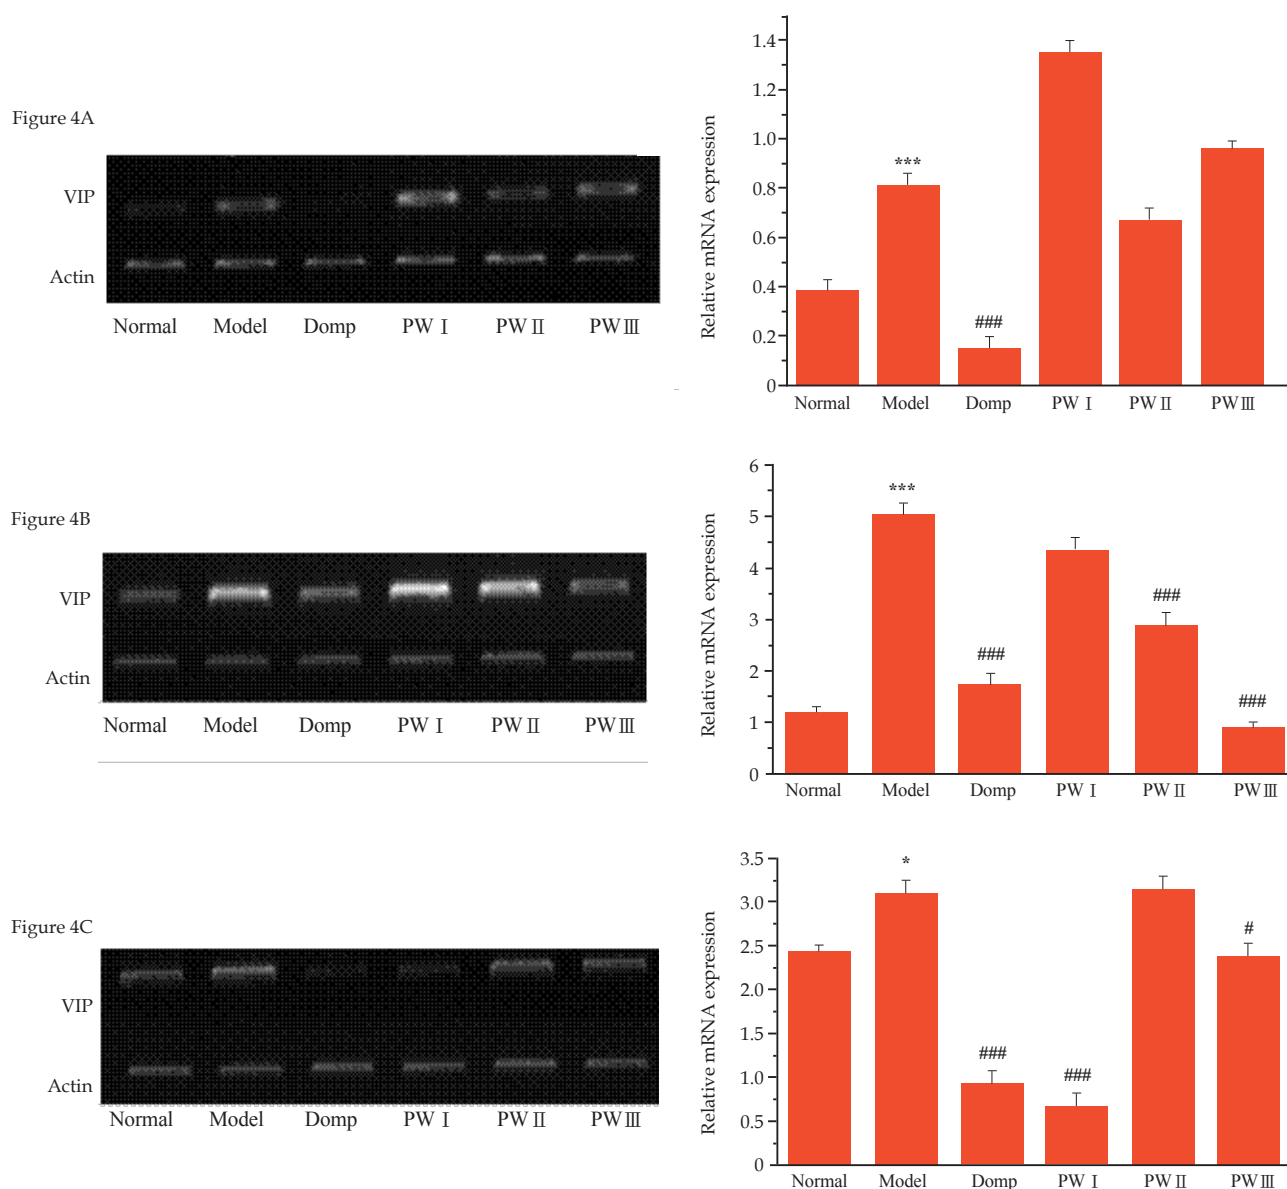 Figure 4A
VIP
Actin
Normal Model Domp PW Ⅰ PW Ⅱ PW Ⅲ
Relative mRNA expression
1.4
1.2
1.0
0.8
0.6
0.4
0.2
0
***
###
Normal Model Domp PW Ⅰ PW Ⅱ PW Ⅲ
Figure 4B
VIP
Actin
Normal Model Domp PW Ⅰ PW Ⅱ PW Ⅲ
Relative mRNA expression
6
5
4
3
2
1
0
***
###
###
###
Normal Model Domp PW Ⅰ PW Ⅱ PW Ⅲ
Figure 4C
VIP
Actin
Normal Model Domp PW Ⅰ PW Ⅱ PW Ⅲ
Relative mRNA expression
3.5
3.0
2.5
2.0
1.5
1.0
0.5
0
*
###
###
#
Normal Model Domp PW Ⅰ PW Ⅱ PW Ⅲ